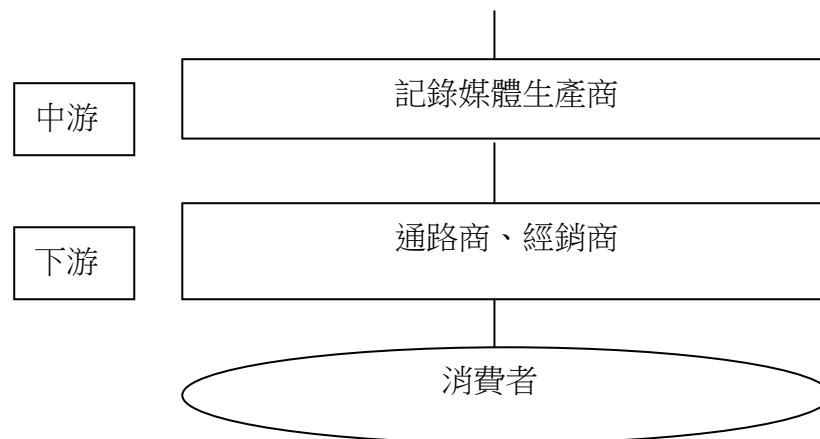 中游
記錄媒體生產商
下游
通路商、經銷商
消費者